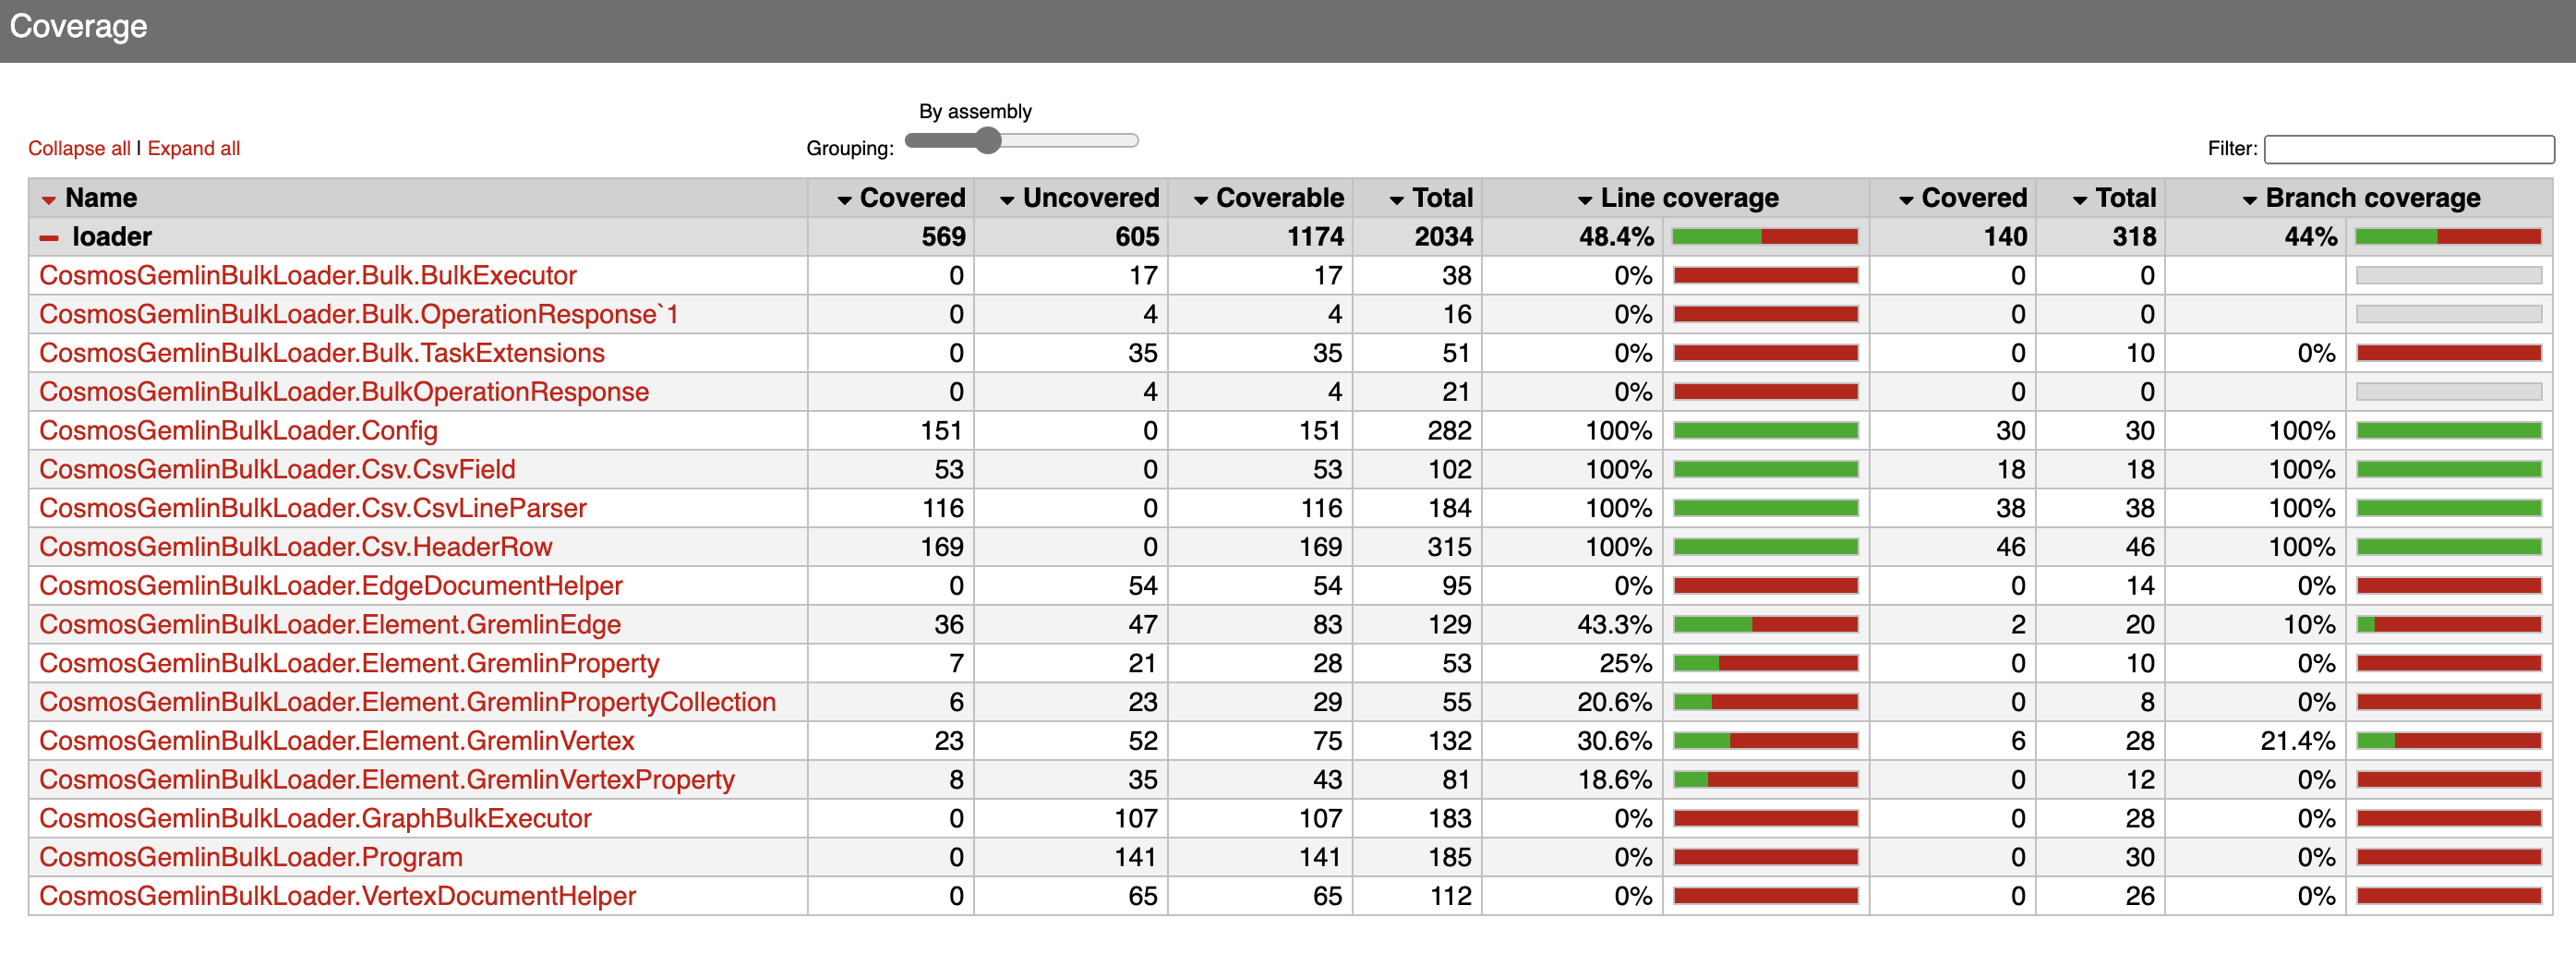 Coverage
By assembly
Collapse all | Expand all Grouping: Filter:
Name Covered Uncovered Coverable Total Line coverage Covered Total Branch coverage
loader 569 605 1174 2034 48.4% 140 318 44%
CosmosGemlinBulkLoader.Bulk.BulkExecutor 0 17 17 38 0% 0 0
CosmosGemlinBulkLoader.Bulk.OperationResponse`1 0 4 4 16 0% 0 0
CosmosGemlinBulkLoader.Bulk.TaskExtensions 0 35 35 51 0% 0 10 0%
CosmosGemlinBulkLoader.BulkOperationResponse 0 4 4 21 0% 0 0
CosmosGemlinBulkLoader.Config 151 0 151 282 100% 30 30 100%
CosmosGemlinBulkLoader.Csv.CsvField 53 0 53 102 100% 18 18 100%
CosmosGemlinBulkLoader.Csv.CsvLineParser 116 0 116 184 100% 38 38 100%
CosmosGemlinBulkLoader.Csv.HeaderRow 169 0 169 315 100% 46 46 100%
CosmosGemlinBulkLoader.EdgeDocumentHelper 0 54 54 95 0% 0 14 0%
CosmosGemlinBulkLoader.Element.GremlinEdge 36 47 83 129 43.3% 2 20 10%
CosmosGemlinBulkLoader.Element.GremlinProperty 7 21 28 53 25% 0 10 0%
CosmosGemlinBulkLoader.Element.GremlinPropertyCollection 6 23 29 55 20.6% 0 8 0%
CosmosGemlinBulkLoader.Element.GremlinVertex 23 52 75 132 30.6% 6 28 21.4%
CosmosGemlinBulkLoader.Element.GremlinVertexProperty 8 35 43 81 18.6% 0 12 0%
CosmosGemlinBulkLoader.GraphBulkExecutor 0 107 107 183 0% 0 28 0%
CosmosGemlinBulkLoader.Program 0 141 141 185 0% 0 30 0%
CosmosGemlinBulkLoader.VertexDocumentHelper 0 65 65 112 0% 0 26 0%